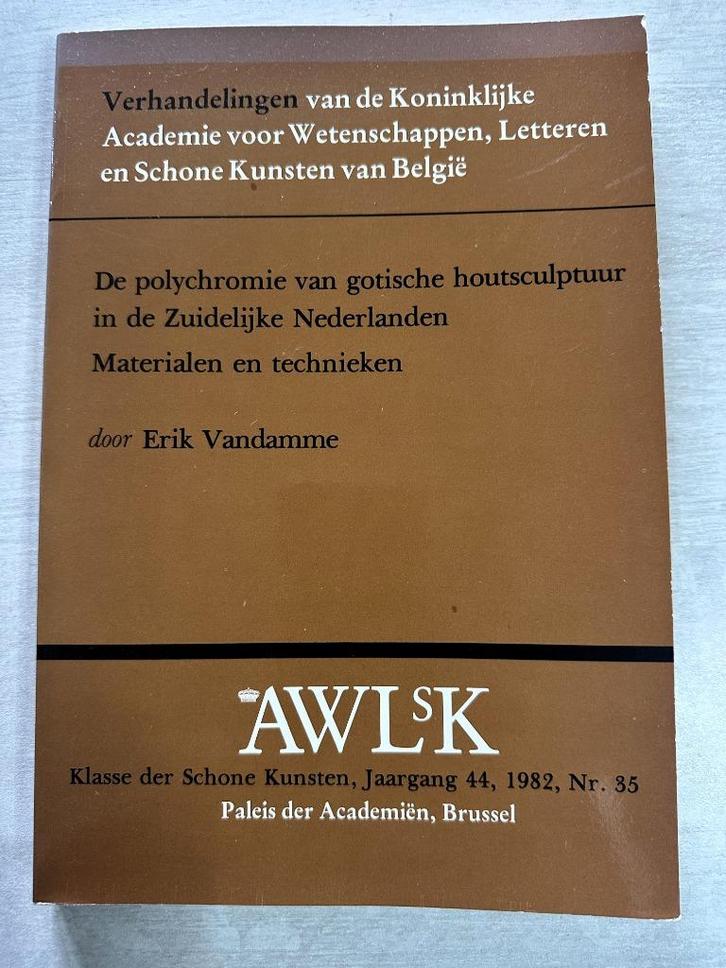 Verhandelingen van de Koninklijke
Academie voor Wetenschappen, Letteren
en Schone Kunsten van België
De polychromie van gotische houtsculptuur
in de Zuidelijke Nederlanden
Materialen en technieken
door Erik Vandamme
AWLSK
Klasse der Schone Kunsten, Jaargang 44, 1982, Nr. 35
Paleis der Academiën, Brussel